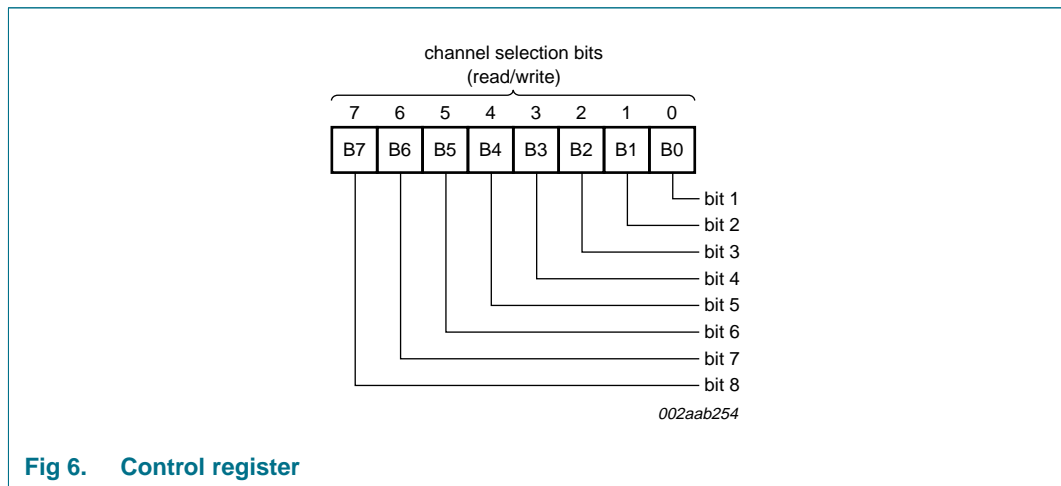 channel selection bits
(read/write)
7 6 5 4 3 2 1 0
B7 B6 B5 B4 B3 B2 B1 B0
bit 1
bit 2
bit 3
bit 4
bit 5
bit 6
bit 7
bit 8
002aab254
Fig 6. Control register